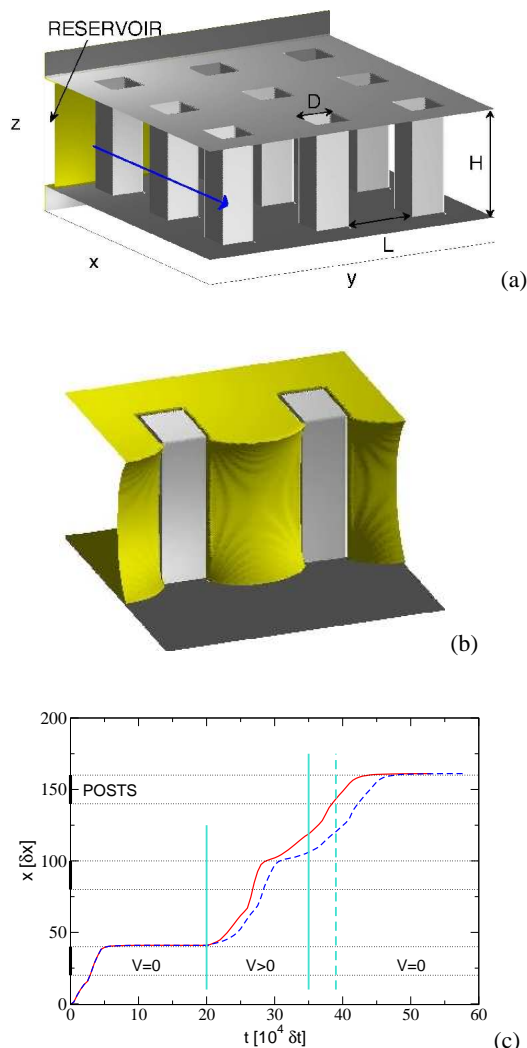 RESERVOIR
z
D
H
L
x
y
(a)
(b)
200
150
100
50
0
x [δx]
POSTS
V=0
V>0
V=0
0
10
20
30
40
50
60
t [10⁴ δt]
(c)